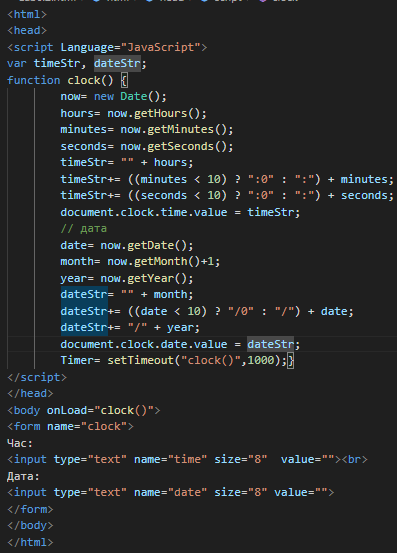 <html>
<head>
<script Language="JavaScript">
var timeStr, dateStr;
function clock() {
now= new Date();
hours= now.getHours();
minutes= now.getMinutes();
seconds= now.getSeconds();
timeStr= "" + hours;
timeStr+= ((minutes < 10) ? ":0" : ":") + minutes;
timeStr+= ((seconds < 10) ? ":0" : ":") + seconds;
document.clock.time.value = timeStr;
// дата
date= now.getDate();
month= now.getMonth()+1;
year= now.getYear();
dateStr= "" + month;
dateStr+= ((date < 10) ? "/0" : "/") + date;
dateStr+= "/" + year;
document.clock.date.value = dateStr;
Timer= setTimeout("clock()",1000);}
</script>
</head>
<body onLoad="clock()">
<form name="clock">
Час:
<input type="text" name="time" size="8"  value=""><br>
Дата:
<input type="text" name="date" size="8" value="">
</form>
</body>
</html>